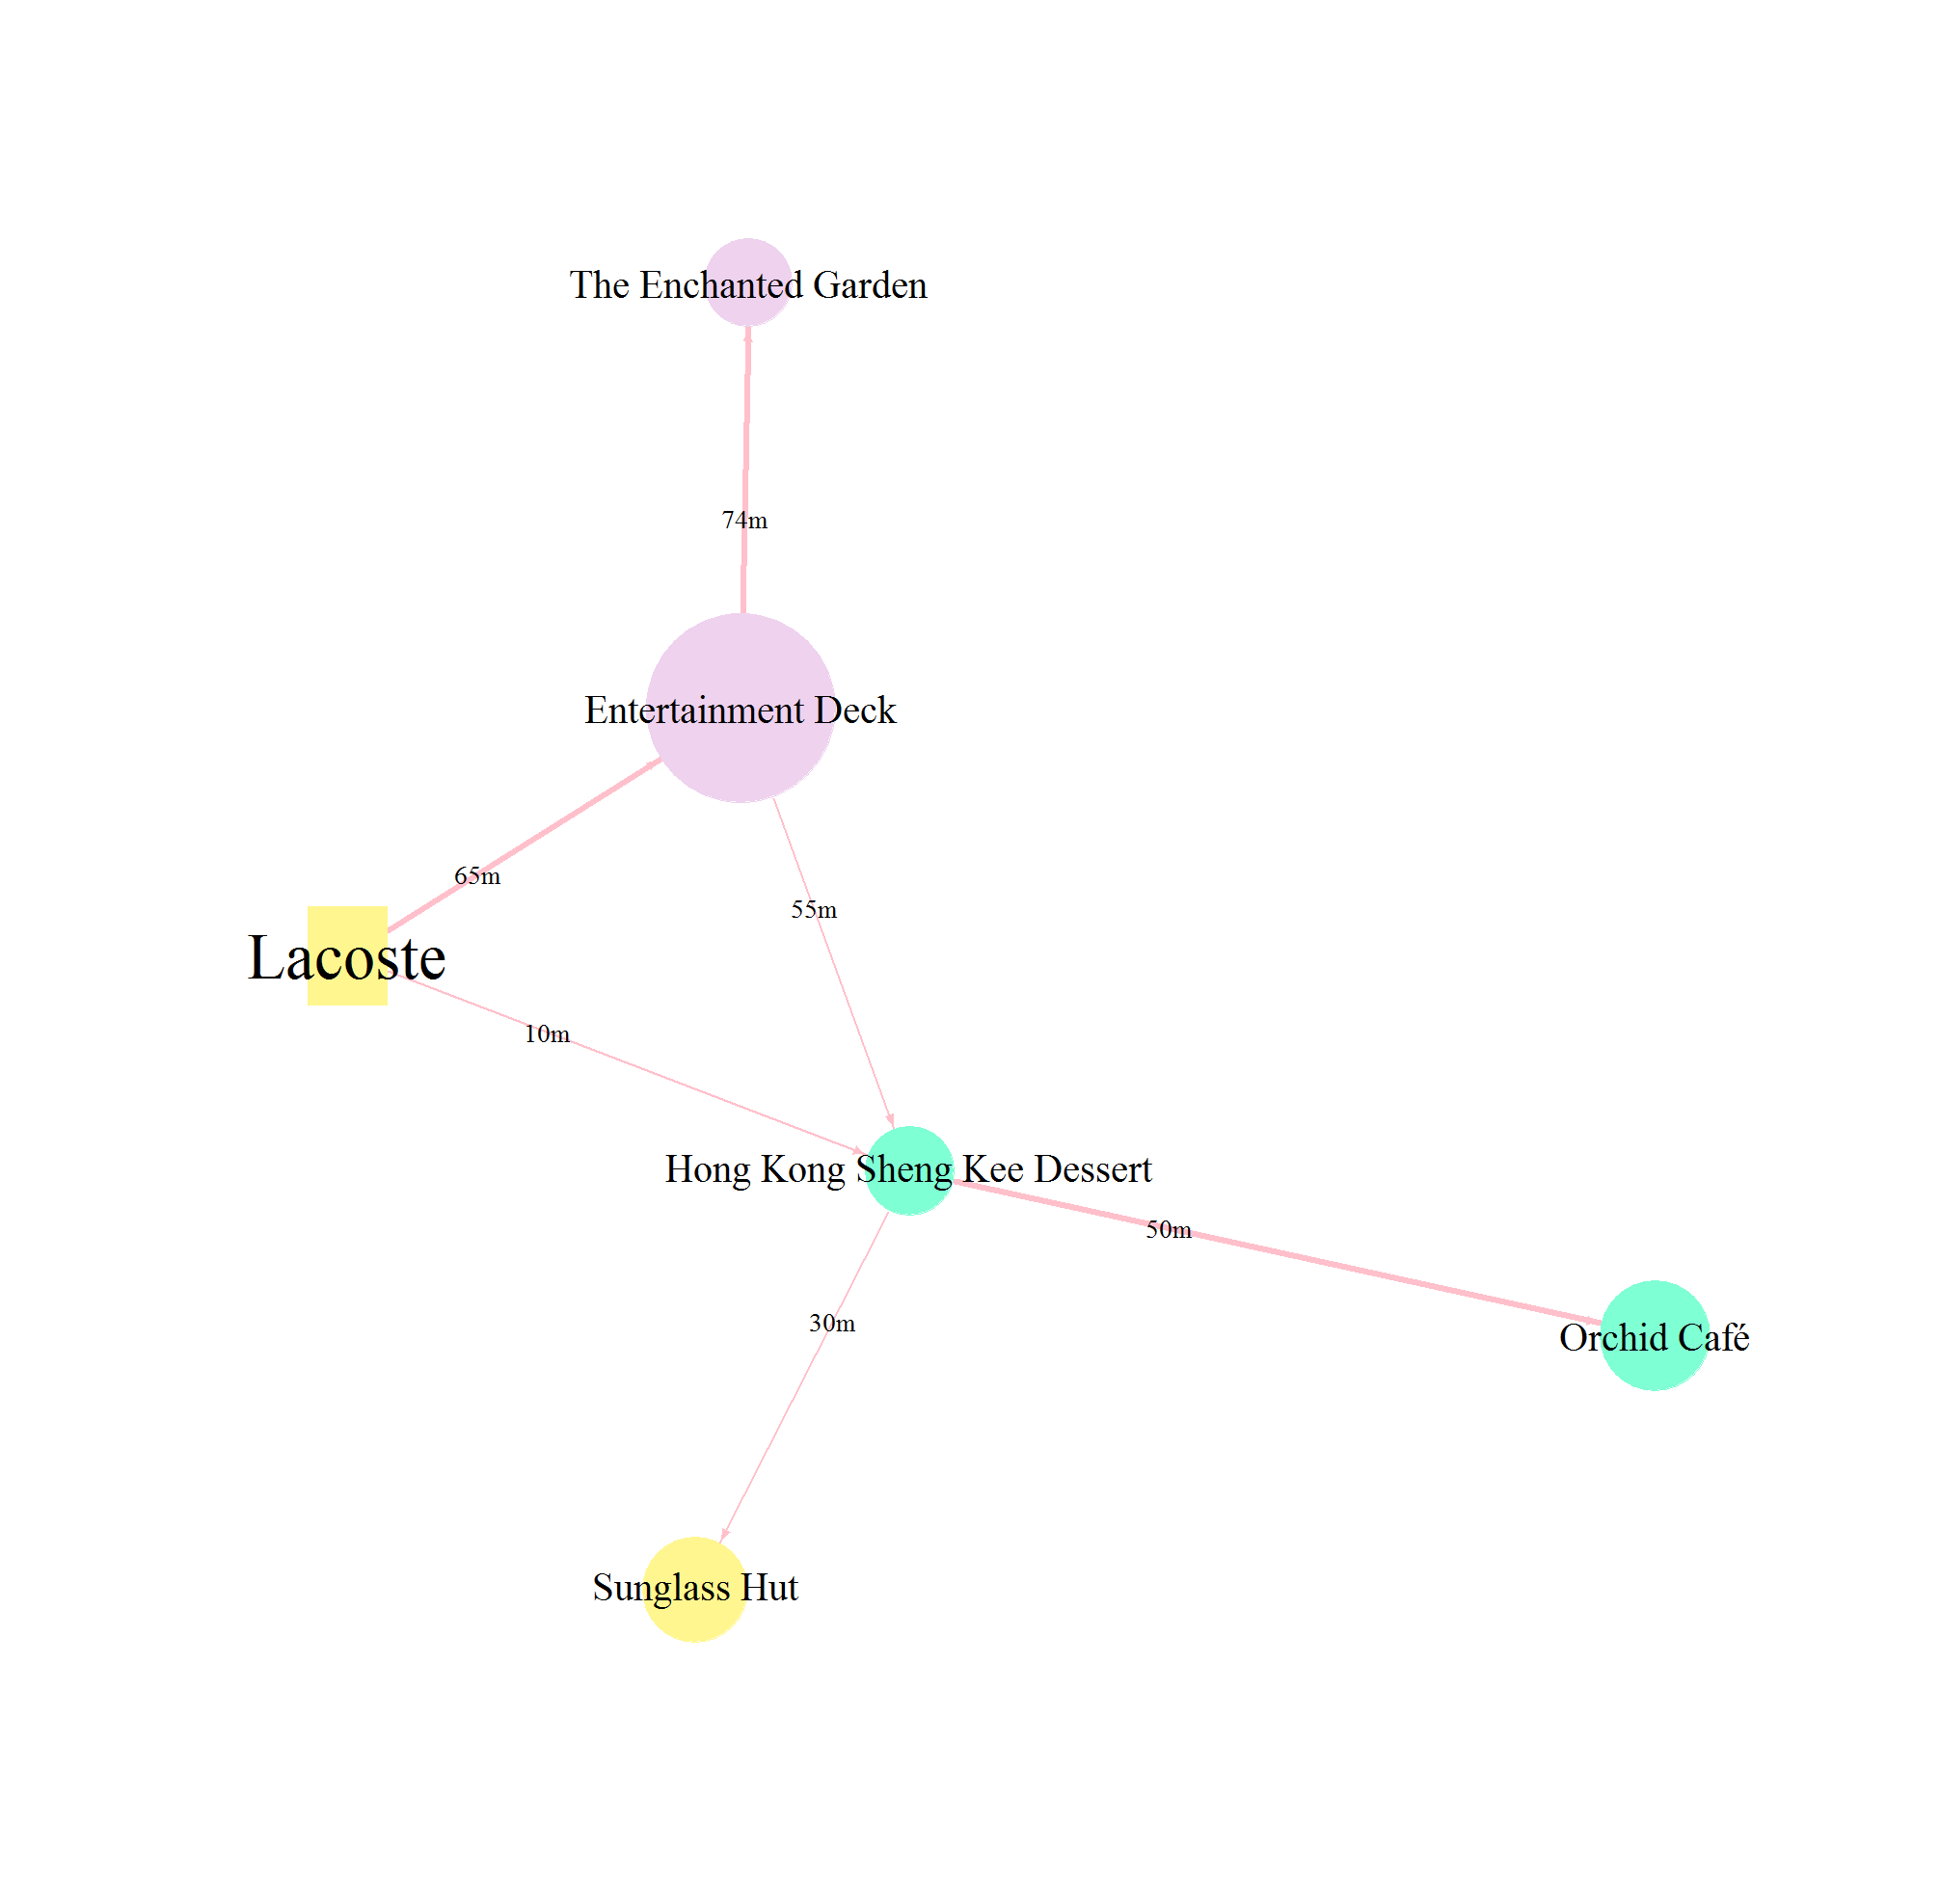 The Enchanted Garden
74m
Entertainment Deck
65m
55m
Lacoste
10m
Hong Kong Sheng Kee Dessert
50m
30m
Orchid Café
Sunglass Hut